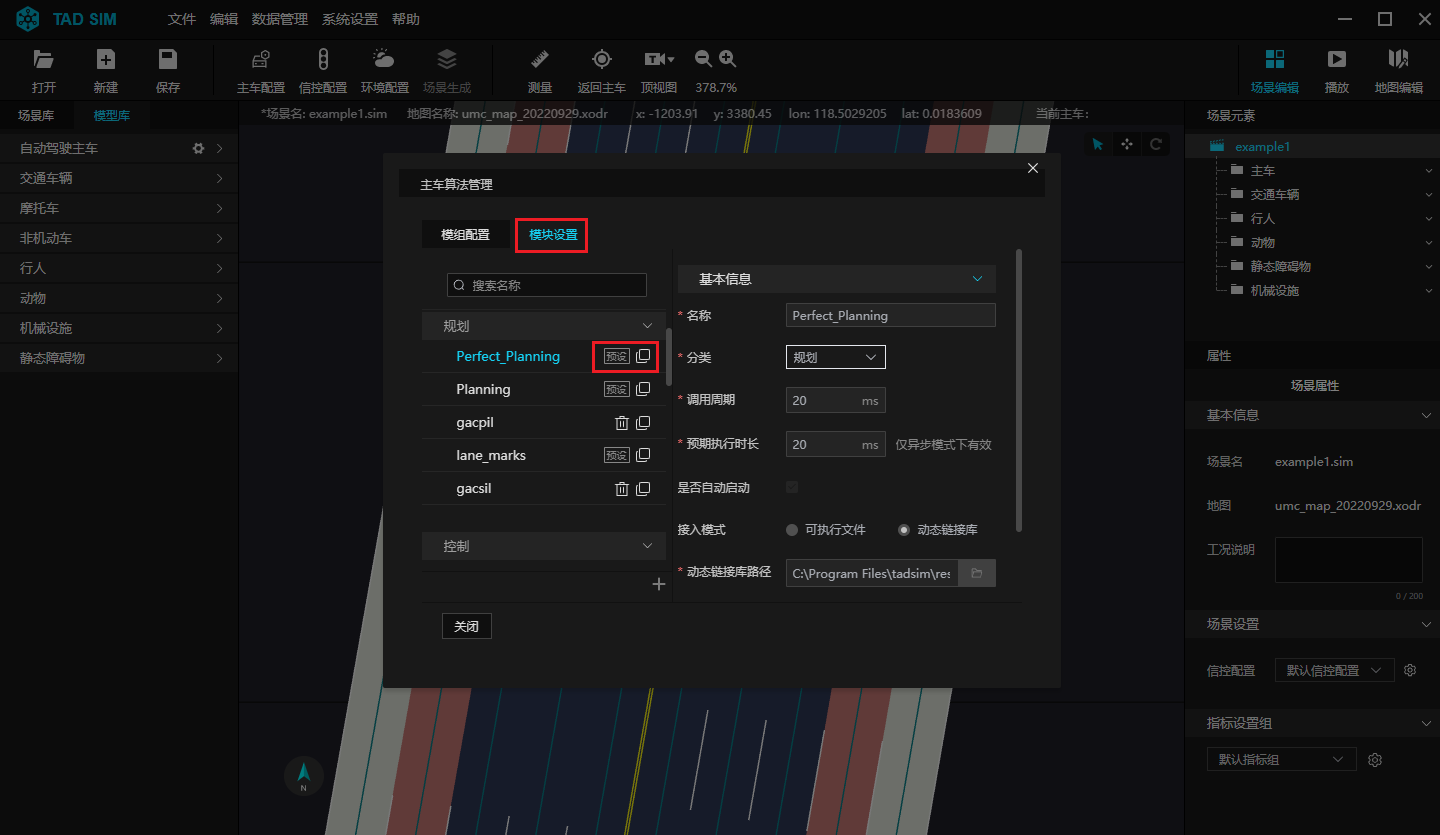 TAD SIM 文件 编辑 数据管理 系统设置 帮助
打开 新建 保存 主车配置 信控配置 环境配置 场景生成 测量 返回主车 顶视图 378.7% 场景编辑 播放 地图编辑
场景库 模型库
*场景名: example1.sim 地图名称: umc_map_20220929.xodr x: -1203.91 y: 3380.45 lon: 118.5029205 lat: 0.0183609 当前主车:
自动驾驶主车
交通车辆
摩托车
非机动车
行人
动物
机械设施
静态障碍物
主车算法管理
模组配置 模块设置
搜索名称
规划
Perfect_Planning 预设
Planning 预设
gacpil
lane_marks 预设
gacsil
控制
基本信息
* 名称 Perfect_Planning
* 分类 规划
* 调用周期 20 ms
* 预期执行时长 20 ms 仅异步模式下有效
是否自动启动
接入模式 可执行文件 动态链接库
* 动态链接库路径 C:\Program Files\tadsim\res
关闭
N
场景元素
example1
主车
交通车辆
行人
动物
静态障碍物
机械设施
属性
场景属性
基本信息
场景名 example1.sim
地图 umc_map_20220929.xodr
工况说明
0 / 200
场景设置
信控配置 默认信控配置
指标设置组
默认指标组